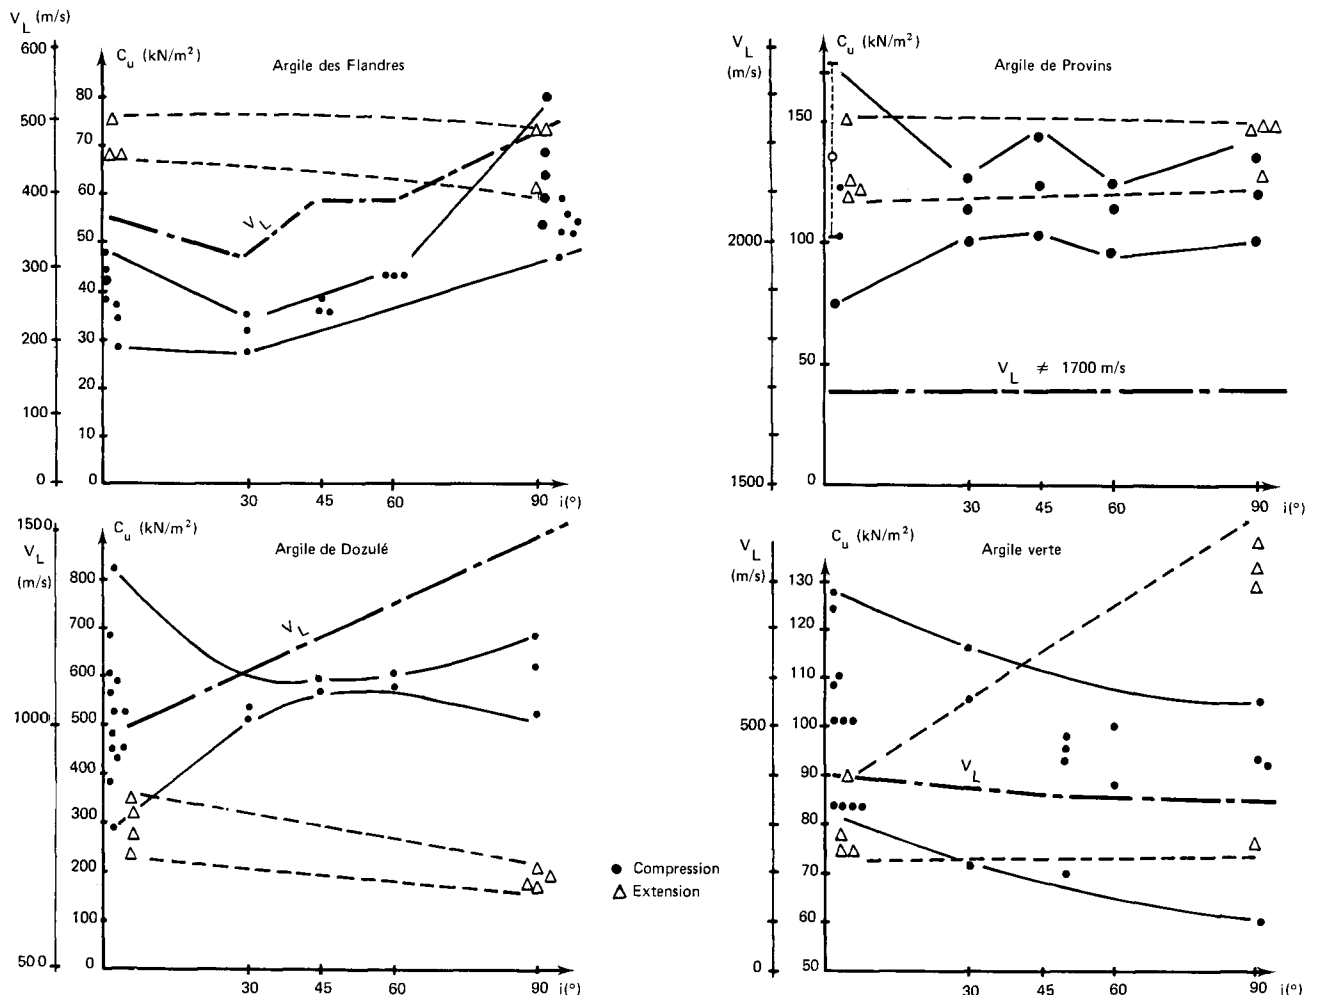 V_L (m/s)
600
500
400
300
200
100
0
C_u (kN/m²)
80
70
60
50
40
30
20
10
0
Argile des Flandres
V_L
30
45
60
90
i(°)
V_L
(m/s)
2000
1500
C_u (kN/m²)
150
100
50
0
Argile de Provins
V_L ≠ 1700 m/s
30
45
60
90
i(°)
1500
V_L
(m/s)
1000
500
C_u (kN/m²)
800
700
600
500
400
300
200
100
0
Argile de Dozulé
V_L
30
45
60
90
i(°)
● Compression
△ Extension
V_L
(m/s)
500
0
C_u (kN/m²)
130
120
110
100
90
80
70
60
50
Argile verte
V_L
30
45
60
90
i(°)